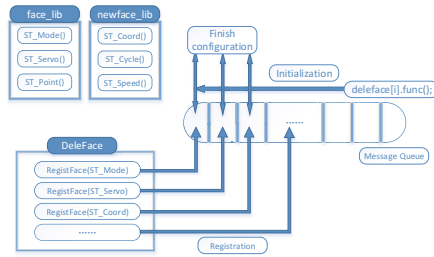 face_lib
newface_lib
ST_Mode()
ST_Servo()
ST_Point()
ST_Coord()
ST_Cycle()
ST_Speed()
Finish
configuration
Initialization
deleface[i].func();
......
Message Queue
DeleFace
RegistFace(ST_Mode)
RegistFace(ST_Servo)
RegistFace(ST_Coord)
......
Registration